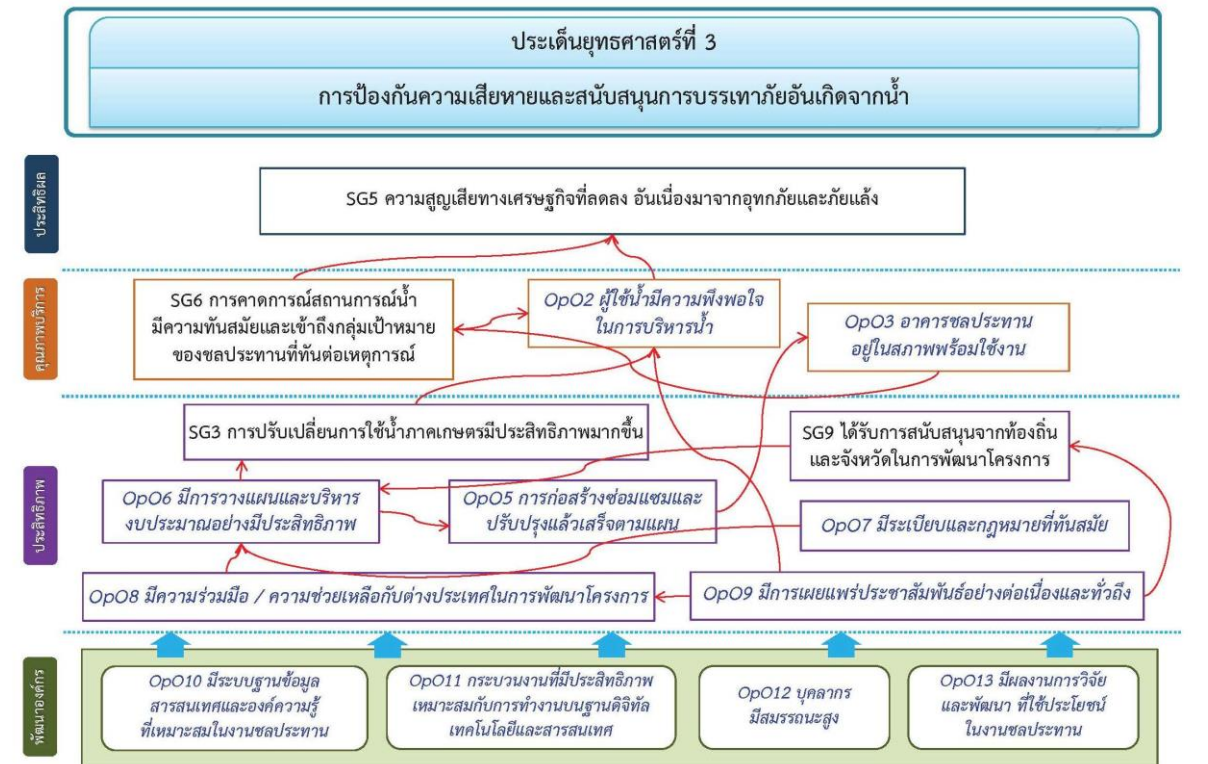 ประเด็นยุทธศาสตร์ที่ 3
การป้องกันความเสียหายและสนับสนุนการบรรเทาภัยอันเกิดจากน้ำ
ประสิทธิผล
SG5 ความสูญเสียทางเศรษฐกิจที่ลดลง อันเนื่องมาจากอุทกภัยและภัยแล้ง
คุณภาพบริการ
SG6 การคาดการณ์สถานการณ์น้ำ
มีความทันสมัยและเข้าถึงกลุ่มเป้าหมาย
ของชลประทานที่ทันต่อเหตุการณ์
OpO2 ผู้ใช้น้ำมีความพึงพอใจ
ในการบริหารน้ำ
OpO3 อาคารชลประทาน
อยู่ในสภาพพร้อมใช้งาน
ประสิทธิภาพ
SG3 การปรับเปลี่ยนการใช้น้ำภาคเกษตรมีประสิทธิภาพมากขึ้น
SG9 ได้รับการสนับสนุนจากท้องถิ่น
และจังหวัดในการพัฒนาโครงการ
OpO6 มีการวางแผนและบริหาร
งบประมาณอย่างมีประสิทธิภาพ
OpO5 การก่อสร้างซ่อมแซมและ
ปรับปรุงแล้วเสร็จตามแผน
OpO7 มีระเบียบและกฎหมายที่ทันสมัย
OpO8 มีความร่วมมือ / ความช่วยเหลือกับต่างประเทศในการพัฒนาโครงการ
OpO9 มีการเผยแพร่ประชาสัมพันธ์อย่างต่อเนื่องและทั่วถึง
พัฒนาองค์กร
OpO10 มีระบบฐานข้อมูล
สารสนเทศและองค์ความรู้
ที่เหมาะสมในงานชลประทาน
OpO11 กระบวนงานที่มีประสิทธิภาพ
เหมาะสมกับการทำงานบนฐานดิจิทัล
เทคโนโลยีและสารสนเทศ
OpO12 บุคลากร
มีสมรรถนะสูง
OpO13 มีผลงานการวิจัย
และพัฒนา ที่ใช้ประโยชน์
ในงานชลประทาน